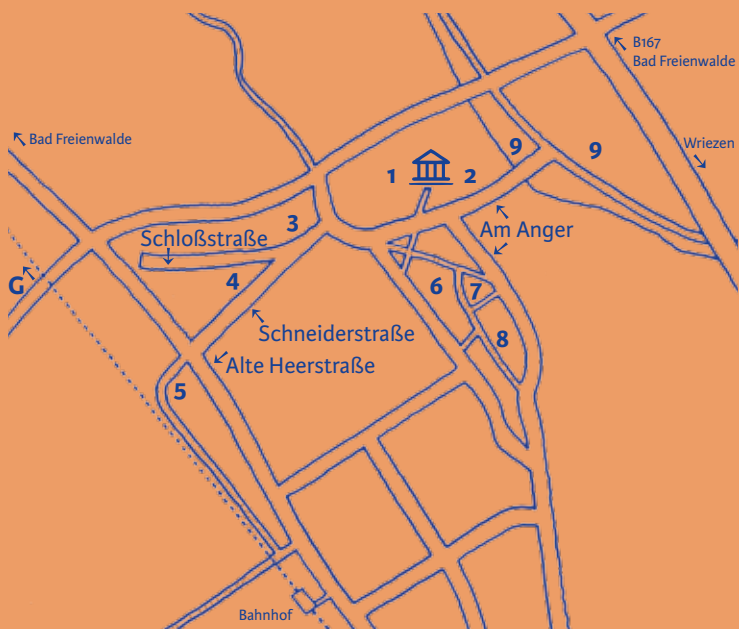 B167
Bad Freienwalde
Bad Freienwalde
Wriezen
9
9
1
2
3
Am Anger
Schloßstraße
G
4
6
7
Schneiderstraße
8
Alte Heerstraße
5
Bahnhof